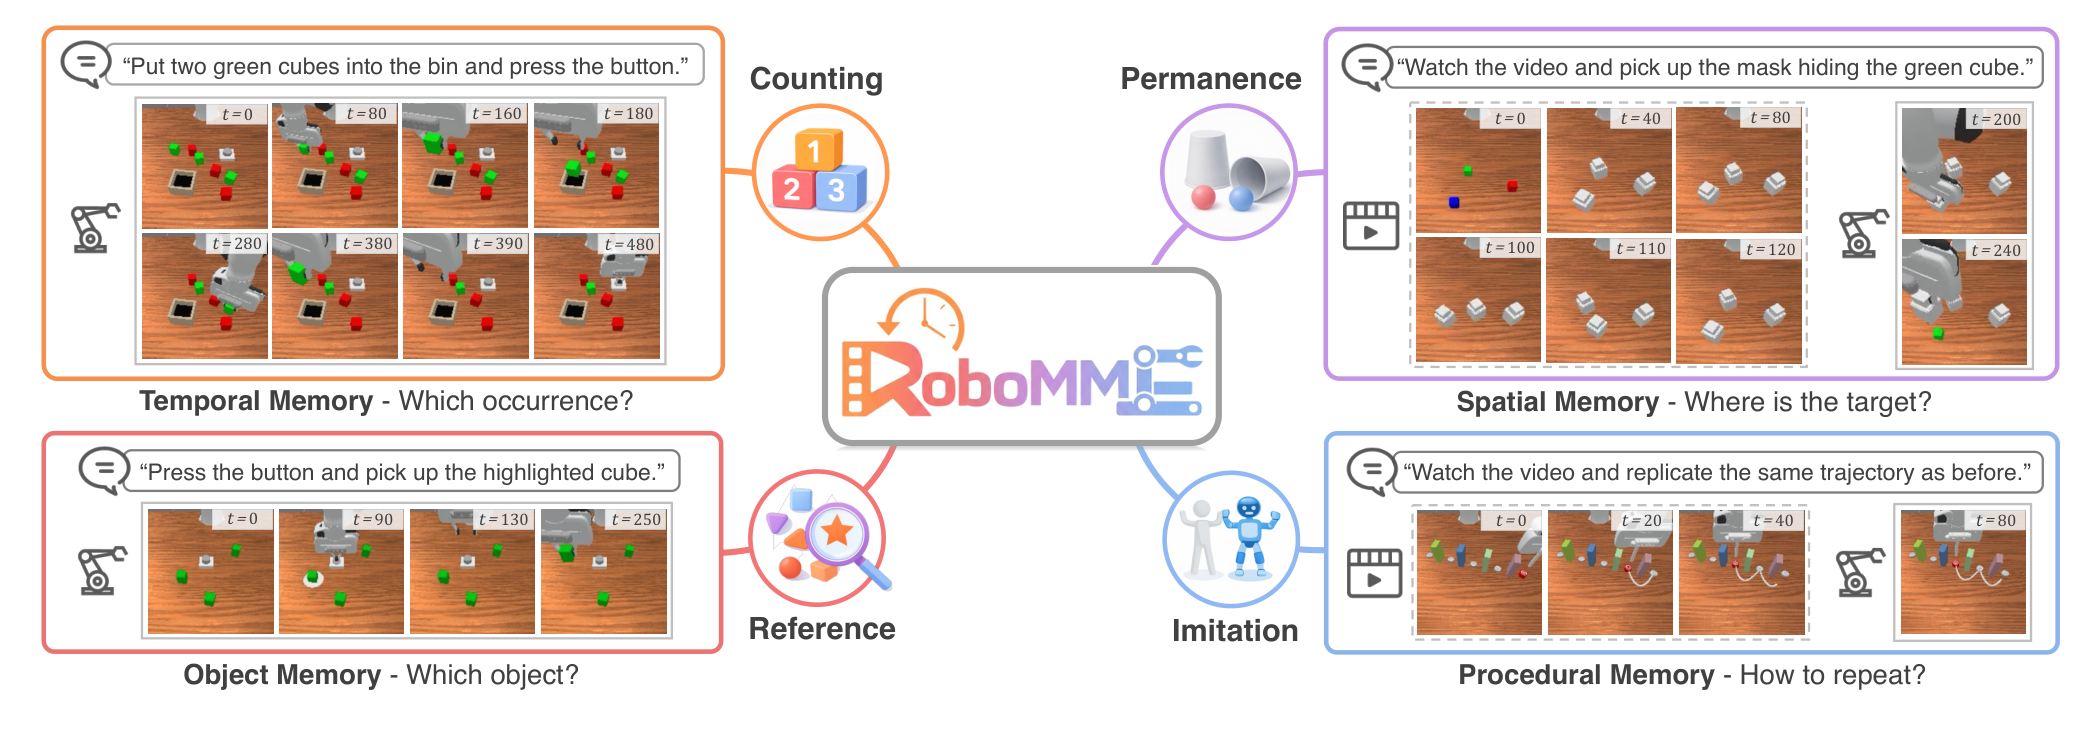 “Put two green cubes into the bin and press the button.”
t=0
t=80
t=160
t=180
t=280
t=380
t=390
t=480
Temporal Memory - Which occurrence?
Counting
1
2 3
Permanence
“Watch the video and pick up the mask hiding the green cube.”
t=0
t=40
t=80
t=100
t=110
t=120
t=200
t=240
Spatial Memory - Where is the target?
RoboMME
“Press the button and pick up the highlighted cube.”
t=0
t=90
t=130
t=250
Object Memory - Which object?
Reference
Imitation
“Watch the video and replicate the same trajectory as before.”
t=0
t=20
t=40
t=80
Procedural Memory - How to repeat?